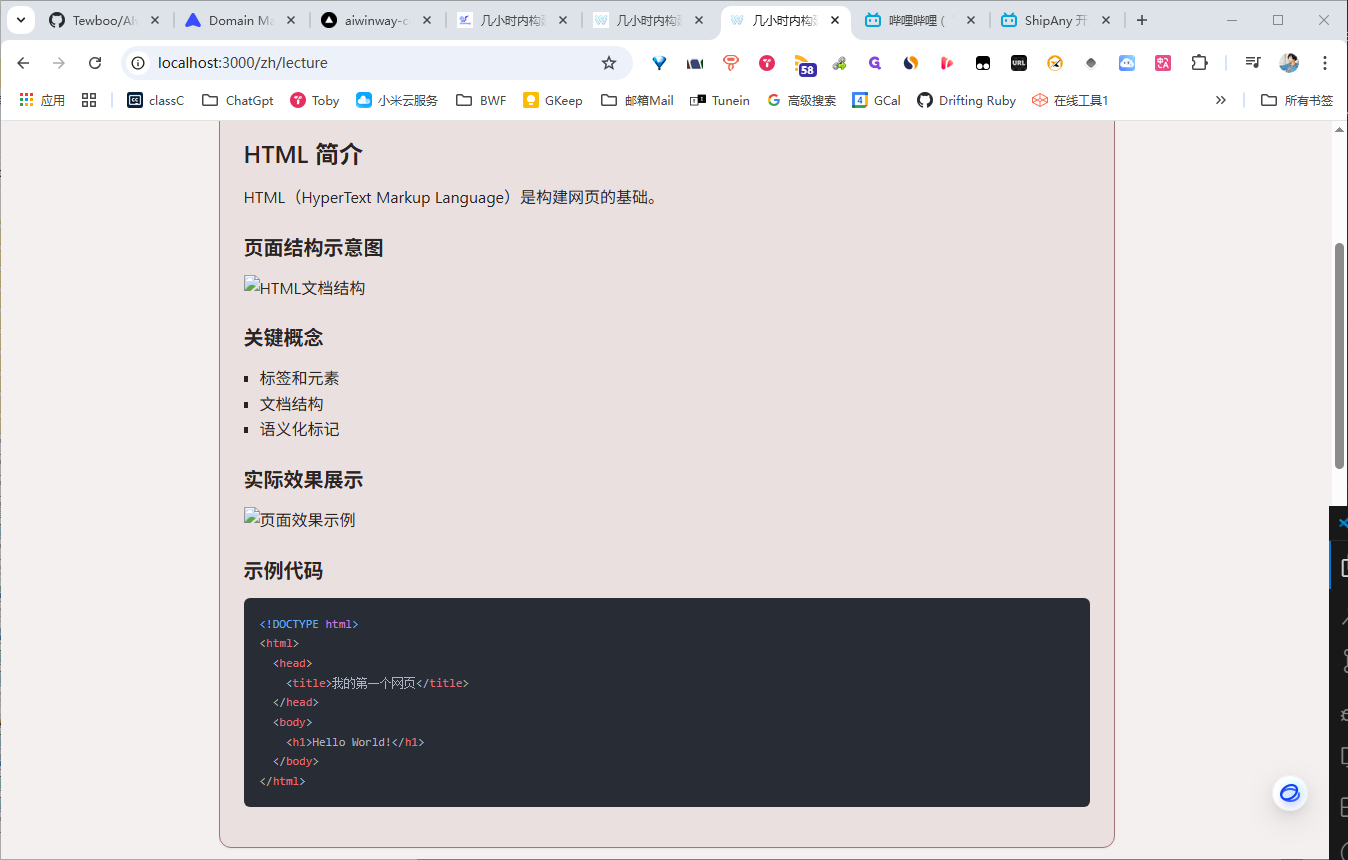 Tewboo/A
Domain Ma
aiwinway-c
几小时内构
几小时内构
几小时内构
哔哩哔哩 (
ShipAny 开
localhost:3000/zh/lecture
58
URL
应用
classC
ChatGpt
Toby
小米云服务
BWF
GKeep
邮箱Mail
Tunein
高级搜索
GCal
Drifting Ruby
在线工具1
所有书签
HTML 简介
HTML（HyperText Markup Language）是构建网页的基础。
页面结构示意图
HTML文档结构
关键概念
标签和元素
文档结构
语义化标记
实际效果展示
页面效果示例
示例代码
<!DOCTYPE html>
<html>
<head>
<title>我的第一个网页</title>
</head>
<body>
<h1>Hello World!</h1>
</body>
</html>